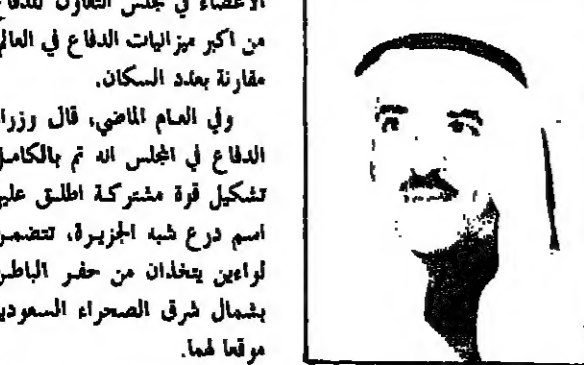 الاعضاء في مجلس التعاون للدفاع
من اكبر ميزانيات الدفاع في العالم
مقارنة بعدد السكان.
وفي العام الماضي، قال وزراء
الدفاع في المجلس انه تم بالكامل
تشكيل قوة مشتركة اطلق عليها
اسم درع شبه الجزيرة، تتضمن
لواءين يتخذان من حفر الباطن
بشمال شرقي الصحراء السعودية
موقعا لهما.